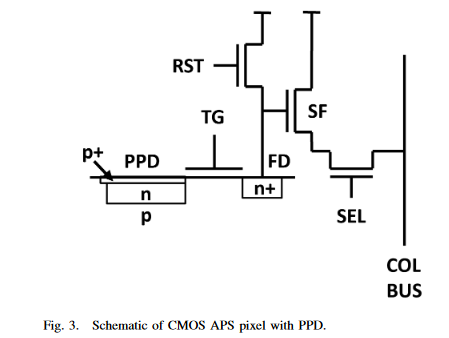 RST
SF
TG
p+
PPD
FD
n
n+
p
SEL
COL
BUS
Fig. 3. Schematic of CMOS APS pixel with PPD.